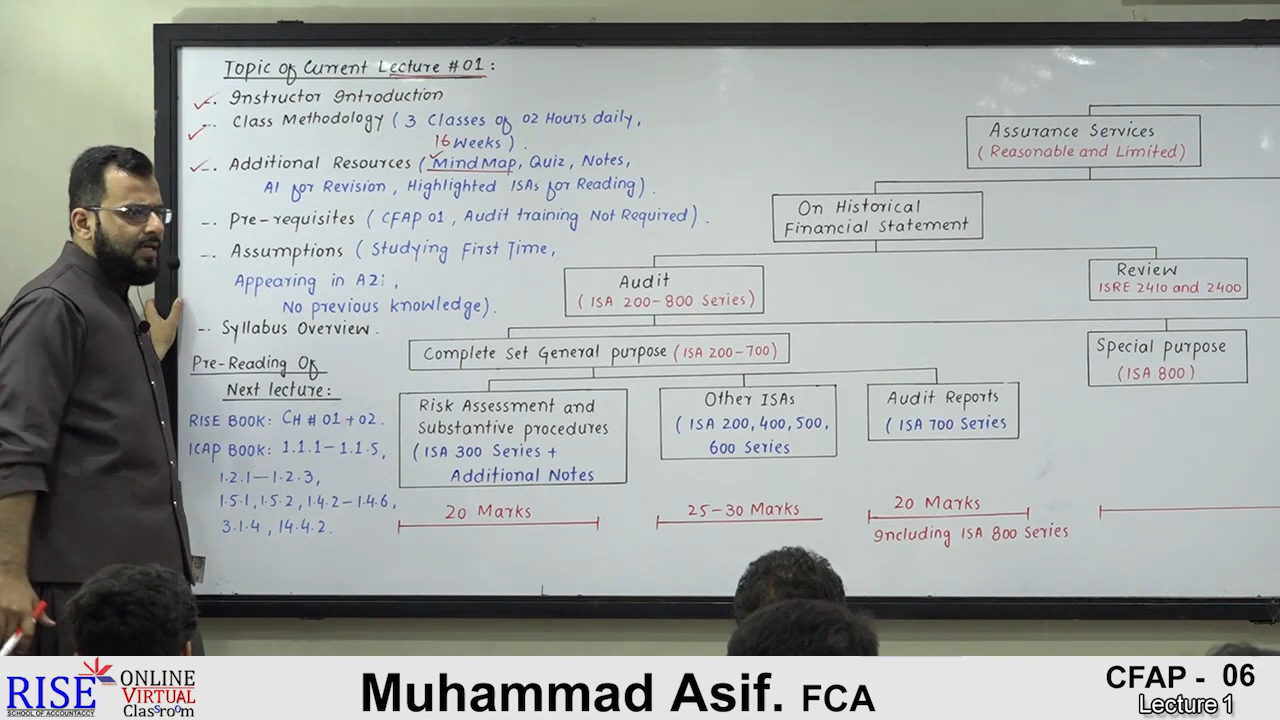 Topic of Current Lecture # 01 :
-. Instructor Introduction
-. Class Methodology ( 3 Classes of 02 Hours daily,
16 Weeks ) .
-. Additional Resources ( Mind Map, Quiz, Notes,
AI for Revision , Highlighted ISAs for Reading) .
-. Pre-requisites ( CFAP 01 , Audit training Not Required ) .
-. Assumptions ( Studying First Time,
Appearing in A2i ,
No previous knowledge) .
-. Syllabus Overview .
Pre-Reading Of
Next lecture :
RISE BOOK: CH # 01 + 02 .
ICAP BOOK: 1.1.1 - 1.1.5,
1.2.1 - 1.2.3,
1.5.1, 1.5.2, 1.4.2 - 1.4.6,
3.1.4 , 14.4.2 .
Assurance Services
( Reasonable and Limited)
On Historical
Financial Statement
Audit
( ISA 200-800 Series)
Review
ISRE 2410 and 2400
Complete Set General purpose (ISA 200-700)
Special purpose
(ISA 800)
Risk Assessment and
Substantive procedures
(ISA 300 Series +
Additional Notes
Other ISAs
( ISA 200, 400, 500,
600 Series
Audit Reports
( ISA 700 Series
20 Marks
25-30 Marks
20 Marks
Including ISA 800 Series
RISE
SCHOOL OF ACCOUNTACY
ONLINE
VIRTUAL
Classroom
Muhammad Asif. FCA
CFAP - 06
Lecture 1